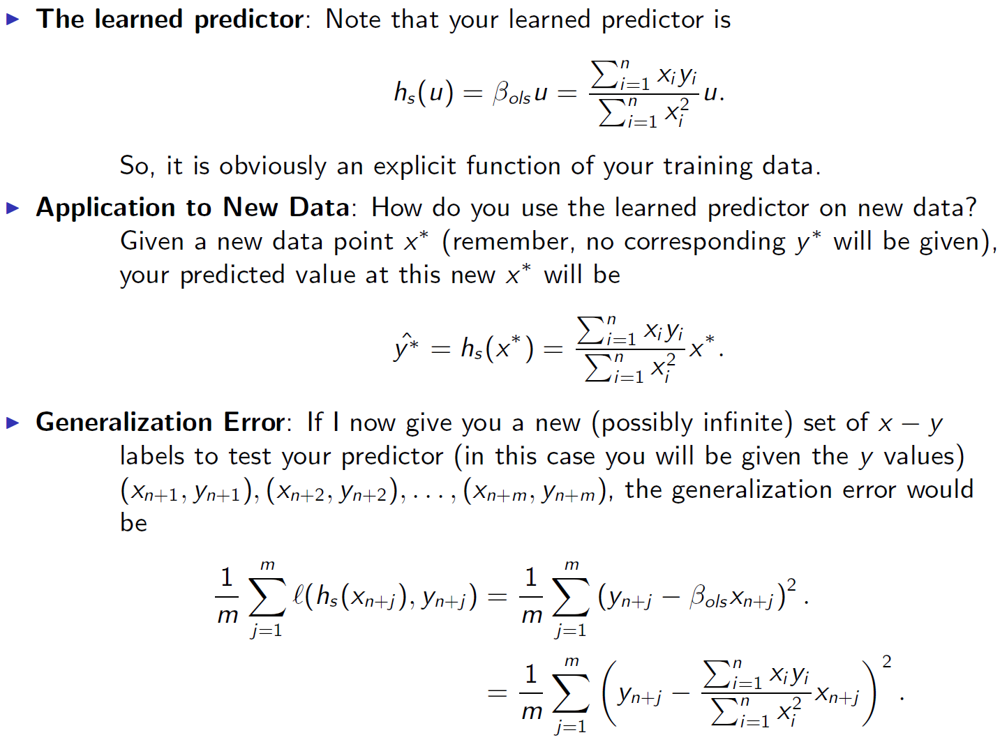 ▶ The learned predictor: Note that your learned predictor is
h_s(u) = β_{ols} u = \frac{\sum_{i=1}^{n} x_i y_i}{\sum_{i=1}^{n} x_i^2} u.
So, it is obviously an explicit function of your training data.
▶ Application to New Data: How do you use the learned predictor on new data?
Given a new data point x* (remember, no corresponding y* will be given),
your predicted value at this new x* will be
\hat{y^*} = h_s(x^*) = \frac{\sum_{i=1}^{n} x_i y_i}{\sum_{i=1}^{n} x_i^2} x^*.
▶ Generalization Error: If I now give you a new (possibly infinite) set of x − y
labels to test your predictor (in this case you will be given the y values)
(x_{n+1}, y_{n+1}), (x_{n+2}, y_{n+2}), . . . , (x_{n+m}, y_{n+m}), the generalization error would
be
\frac{1}{m} \sum_{j=1}^{m} ℓ(h_s(x_{n+j}), y_{n+j}) = \frac{1}{m} \sum_{j=1}^{m} (y_{n+j} − β_{ols} x_{n+j})^2 .
= \frac{1}{m} \sum_{j=1}^{m} \left( y_{n+j} − \frac{\sum_{i=1}^{n} x_i y_i}{\sum_{i=1}^{n} x_i^2} x_{n+j} \right)^2 .